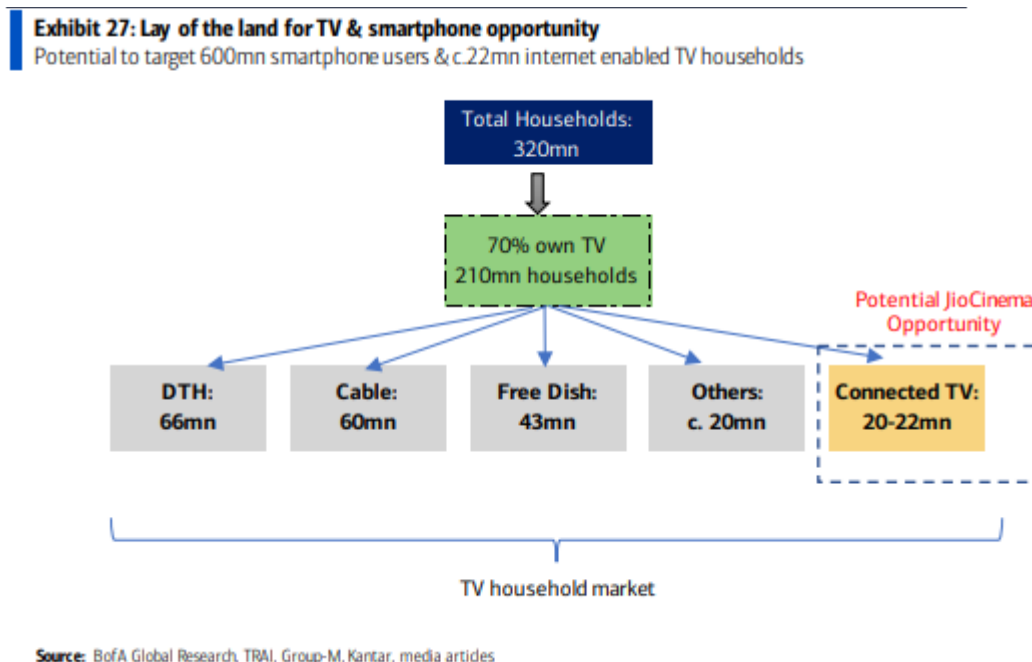 Exhibit 27: Lay of the land for TV & smartphone opportunity
Potential to target 600mn smartphone users & c.22mn internet enabled TV households
Total Households:
320mn
70% own TV
210mn households
Potential JioCinema
Opportunity
DTH:
66mn
Cable:
60mn
Free Dish:
43mn
Others:
c. 20mn
Connected TV:
20-22mn
TV household market
Source: BofA Global Research, TRAI, Group-M, Kantar, media articles